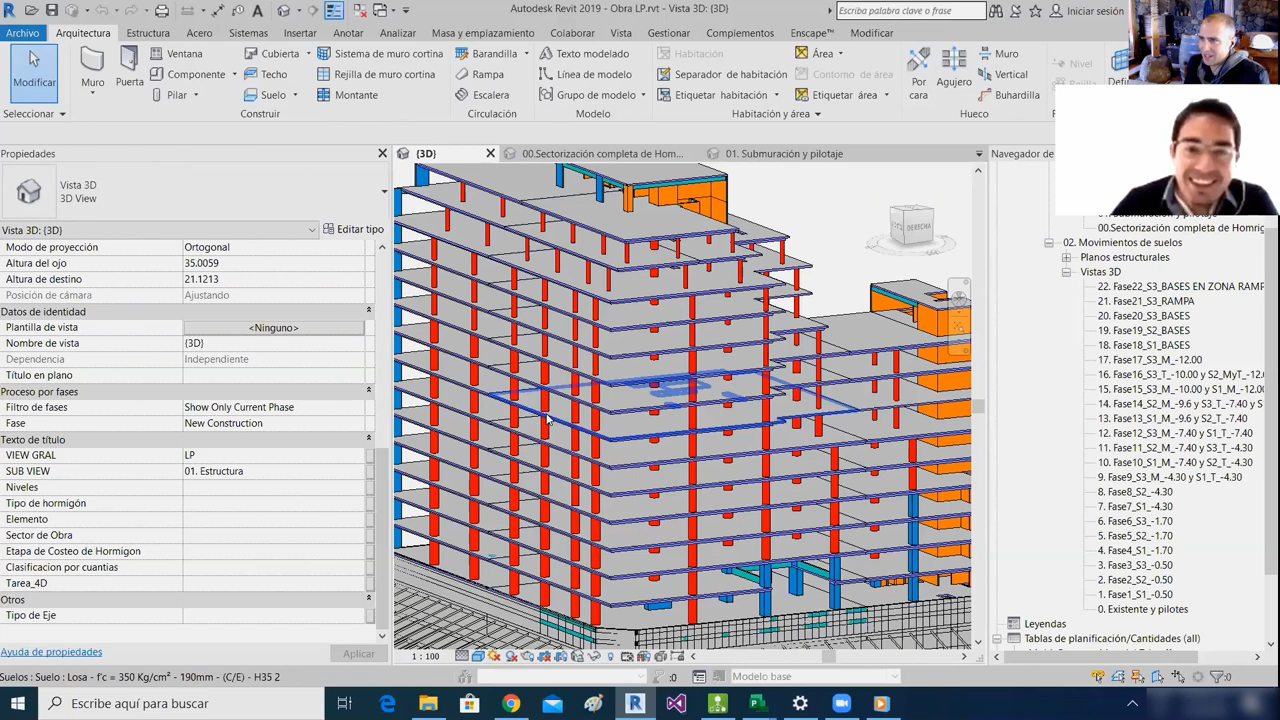 Autodesk Revit 2019 - Obra LP.rvt - Vista 3D: {3D}
Escriba palabra clave o frase
Iniciar sesión
Archivo Arquitectura Estructura Acero Sistemas Insertar Anotar Analizar Masa y emplazamiento Colaborar Vista Gestionar Complementos Enscape™ Modificar
Modificar
Seleccionar
Muro
Puerta
Ventana
Componente
Pilar
Cubierta
Techo
Suelo
Sistema de muro cortina
Rejilla de muro cortina
Montante
Construir
Barandilla
Rampa
Escalera
Circulación
Texto modelado
Línea de modelo
Grupo de modelo
Modelo
Habitación
Separador de habitación
Etiquetar habitación
Área
Contorno de área
Etiquetar área
Habitación y área
Por cara
Agujero
Muro
Vertical
Buhardilla
Hueco
Nivel
Propiedades
Vista 3D
3D View
Vista 3D: {3D}
Editar tipo
Modo de proyección Ortogonal
Altura del ojo 35.0059
Altura de destino 21.1213
Posición de cámara Ajustando
Datos de identidad
Plantilla de vista <Ninguno>
Nombre de vista {3D}
Dependencia Independiente
Título en plano
Proceso por fases
Filtro de fases Show Only Current Phase
Fase New Construction
Texto de título
VIEW GRAL LP
SUB VIEW 01. Estructura
Niveles
Tipo de hormigón
Elemento
Sector de Obra
Etapa de Costeo de Hormigon
Clasificacion por cuantias
Tarea_4D
Otros
Tipo de Eje
Ayuda de propiedades
Aplicar
{3D}
00.Sectorización completa de Hom...
01. Submuración y pilotaje
DERECHA
1 : 100
Navegador de
00.Sectorización completa de Homrig
02. Movimientos de suelos
Planos estructurales
Vistas 3D
22. Fase22_S3_BASES EN ZONA RAMP
21. Fase21_S3_RAMPA
20. Fase20_S3_BASES
19. Fase19_S2_BASES
18. Fase18_S1_BASES
17. Fase17_S3_M_-12.00
16. Fase16_S3_T_-10.00 y S2_MyT_-1
15. Fase15_S3_M_-10.00 y S1_M_-12.
14. Fase14_S2_M_-9.6 y S3_T_-7.40 y
13. Fase13_S1_M_-9.6 y S2_T_-7.40
12. Fase12_S3_M_-7.40 y S1_T_-7.40
11. Fase11_S2_M_-7.40 y S3_T_-4.30
10. Fase10_S1_M_-7.40 y S2_T_-4.30
9. Fase9_S3_M_-4.30 y S1_T_-4.30
8. Fase8_S2_-4.30
7. Fase7_S1_-4.30
6. Fase6_S3_-1.70
5. Fase5_S2_-1.70
4. Fase4_S1_-1.70
3. Fase3_S3_-0.50
2. Fase2_S2_-0.50
1. Fase1_S1_-0.50
0. Existente y pilotes
Leyendas
Tablas de planificación/Cantidades (all)
Suelos : Suelo : Losa - f'c = 350 Kg/cm² - 190mm - (C/E) - H35 2
:0
Modelo base
:0
Escribe aquí para buscar